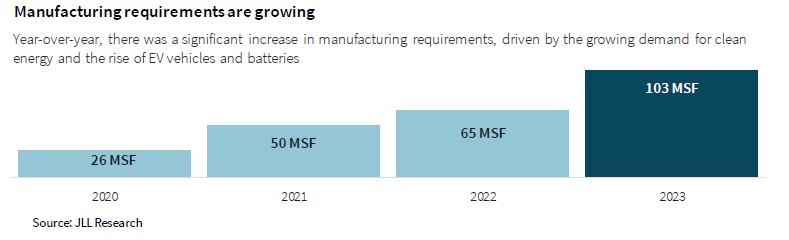 Manufacturing requirements are growing
Year-over-year, there was a significant increase in manufacturing requirements, driven by the growing demand for clean
energy and the rise of EV vehicles and batteries
103 MSF
65 MSF
50 MSF
26 MSF
2020 2021 2022 2023
Source: JLL Research